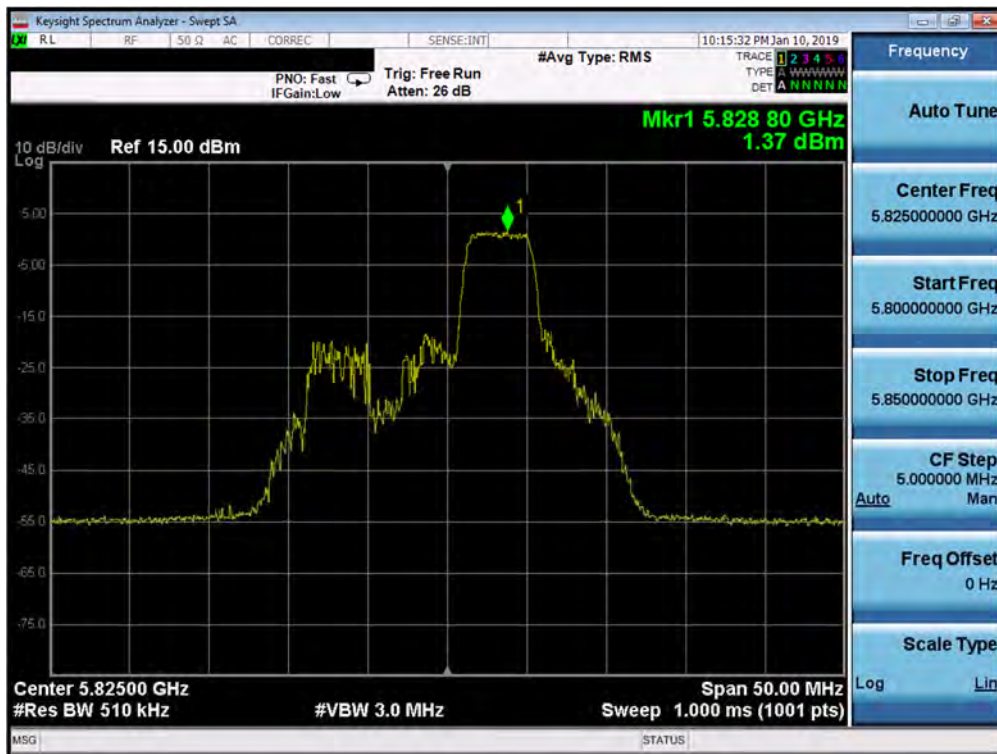 Keysight Spectrum Analyzer - Swept SA
LXI RL RF 50 Ω AC CORREC SENSE:INT 10:15:32 PM Jan 10, 2019
#Avg Type: RMS
TRACE 1 2 3 4 5 6
PNO: Fast Trig: Free Run
TYPE A WWWWW
IFGain:Low Atten: 26 dB
DET A N N N N N
Mkr1 5.828 80 GHz
1.37 dBm
10 dB/div Ref 15.00 dBm
Log
1
-5.00
-15.0
-25.0
-35.0
-45.0
-55.0
-65.0
-75.0
Center 5.82500 GHz Span 50.00 MHz
#Res BW 510 kHz #VBW 3.0 MHz Sweep 1.000 ms (1001 pts)
MSG STATUS
Frequency
Auto Tune
Center Freq
5.825000000 GHz
Start Freq
5.800000000 GHz
Stop Freq
5.850000000 GHz
CF Step
5.000000 MHz
Auto Man
Freq Offset
0 Hz
Scale Type
Log Lin